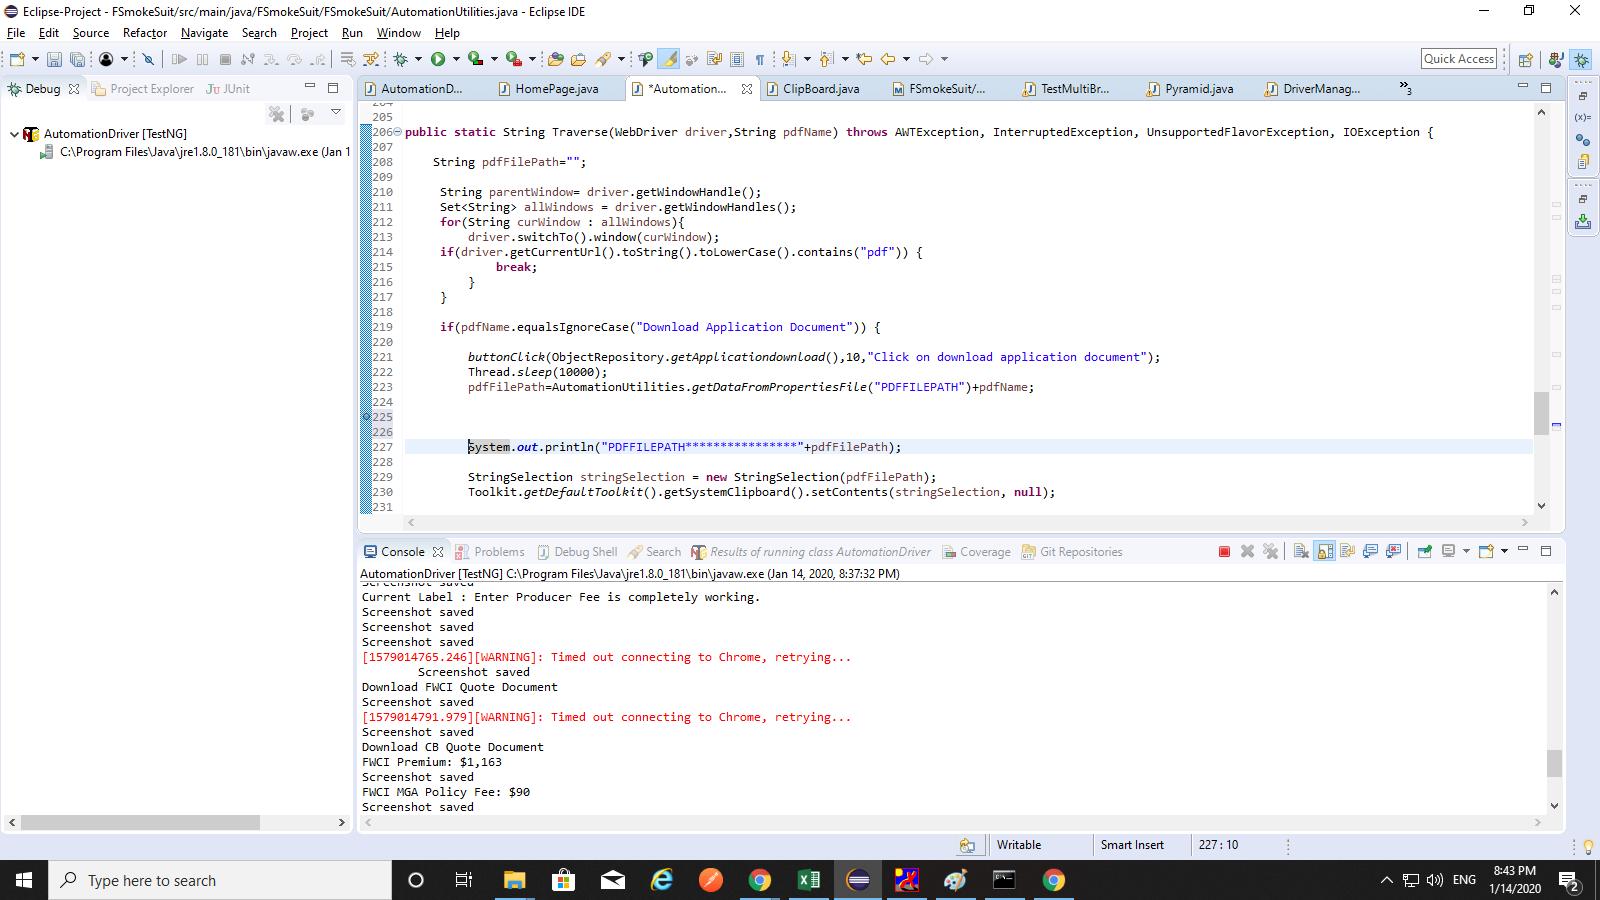 Eclipse-Project - FSmokeSuit/src/main/java/FSmokeSuit/FSmokeSuit/AutomationUtilities.java - Eclipse IDE
File Edit Source Refactor Navigate Search Project Run Window Help
Quick Access
Debug Project Explorer JUnit
AutomationD... HomePage.java *Automation... ClipBoard.java FSmokeSuit/... TestMultiBr... Pyramid.java DriverManag... »3
AutomationDriver [TestNG]
C:\Program Files\Java\jre1.8.0_181\bin\javaw.exe (Jan 1
204
205
206 public static String Traverse(WebDriver driver,String pdfName) throws AWTException, InterruptedException, UnsupportedFlavorException, IOException {
207
208 String pdfFilePath="";
209
210 String parentWindow= driver.getWindowHandle();
211 Set<String> allWindows = driver.getWindowHandles();
212 for(String curWindow : allWindows){
213 driver.switchTo().window(curWindow);
214 if(driver.getCurrentUrl().toString().toLowerCase().contains("pdf")) {
215 break;
216 }
217 }
218
219 if(pdfName.equalsIgnoreCase("Download Application Document")) {
220
221 buttonClick(ObjectRepository.getApplicationdownload(),10,"Click on download application document");
222 Thread.sleep(10000);
223 pdfFilePath=AutomationUtilities.getDataFromPropertiesFile("PDFFILEPATH")+pdfName;
224
225
226
227 System.out.println("PDFFILEPATH****************"+pdfFilePath);
228
229 StringSelection stringSelection = new StringSelection(pdfFilePath);
230 Toolkit.getDefaultToolkit().getSystemClipboard().setContents(stringSelection, null);
231
Console Problems Debug Shell Search Results of running class AutomationDriver Coverage Git Repositories
AutomationDriver [TestNG] C:\Program Files\Java\jre1.8.0_181\bin\javaw.exe (Jan 14, 2020, 8:37:32 PM)
Screenshot saved
Current Label : Enter Producer Fee is completely working.
Screenshot saved
Screenshot saved
Screenshot saved
[1579014765.246][WARNING]: Timed out connecting to Chrome, retrying...
Screenshot saved
Download FWCI Quote Document
Screenshot saved
[1579014791.979][WARNING]: Timed out connecting to Chrome, retrying...
Screenshot saved
Download CB Quote Document
FWCI Premium: $1,163
Screenshot saved
FWCI MGA Policy Fee: $90
Screenshot saved
Writable Smart Insert 227 : 10
Type here to search
ENG
8:43 PM
1/14/2020
2